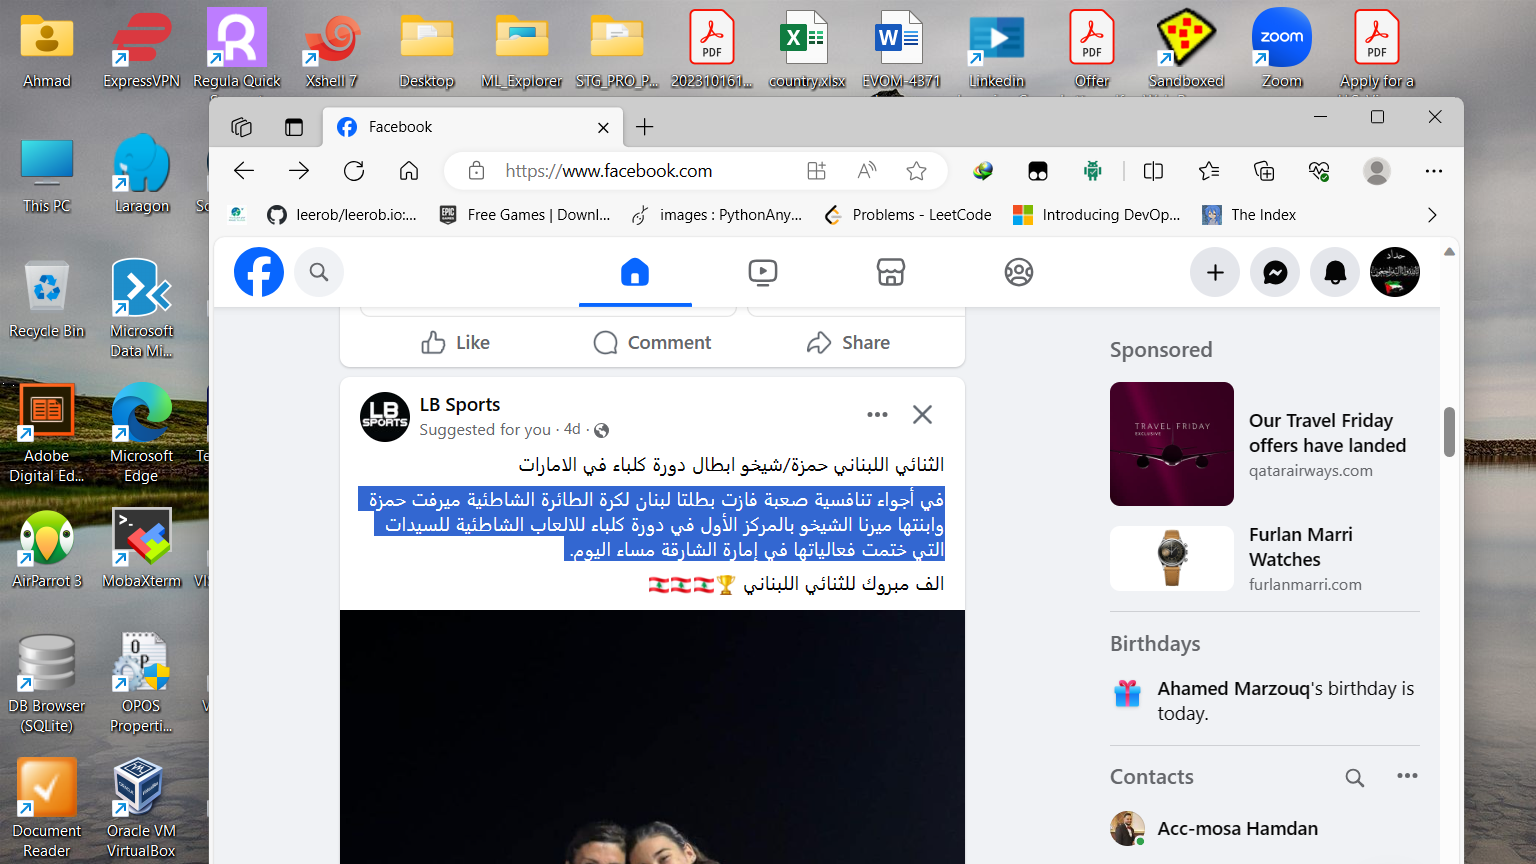 Ahmad
ExpressVPN
Regula Quick
Xshell 7
Desktop
ML_Explorer
STG_PRO_P...
202310161...
country.xlsx
EVOM-4371
Linkedin
Offer
Sandboxed
Zoom
Apply for a
PDF
PDF
zoom
PDF
Facebook
This PC
Laragon
https://www.facebook.com
leerob/leerob.io:...
Free Games | Downl...
images : PythonAny...
Problems - LeetCode
Introducing DevOp...
The Index
Recycle Bin
Microsoft
Data Mi...
Like
Comment
Share
Sponsored
LB
SPORTS
LB Sports
Suggested for you · 4d ·
الثنائي اللبناني حمزة/شيخو ابطال دورة كلباء في الامارات
في أجواء تنافسية صعبة فازت بطلتا لبنان لكرة الطائرة الشاطئية ميرفت حمزة
وابنتها ميرنا الشيخو بالمركز الأول في دورة كلباء للالعاب الشاطئية للسيدات
التي ختمت فعالياتها في إمارة الشارقة مساء اليوم.
الف مبروك للثنائي اللبناني 🏆🇱🇧🇱🇧🇱🇧
TRAVEL FRIDAY
EXCLUSIVE
Our Travel Friday
offers have landed
qatarairways.com
Furlan Marri
Watches
furlanmarri.com
Birthdays
Ahamed Marzouq's birthday is
today.
Contacts
Acc-mosa Hamdan
Adobe
Digital Ed...
Microsoft
Edge
AirParrot 3
MobaXterm
DB Browser
(SQLite)
OPOS
Properti...
Document
Reader
Oracle VM
VirtualBox